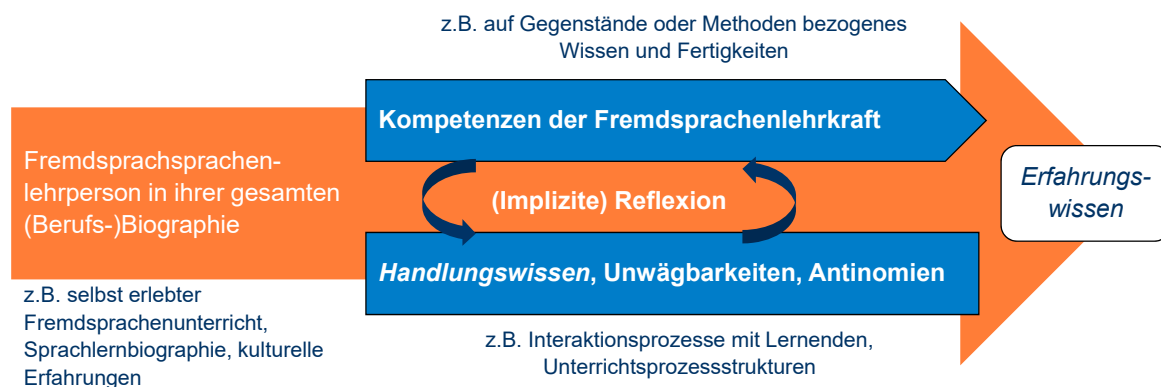 z.B. auf Gegenstände oder Methoden bezogenes
Wissen und Fertigkeiten
Kompetenzen der Fremdsprachenlehrkraft
Fremdsprachsprachen-
lehrperson in ihrer gesamten
(Berufs-)Biographie
(Implizite) Reflexion
Erfahrungs-
wissen
Handlungswissen, Unwägbarkeiten, Antinomien
z.B. selbst erlebter
Fremdsprachenunterricht,
Sprachlernbiographie, kulturelle
Erfahrungen
z.B. Interaktionsprozesse mit Lernenden,
Unterrichtsprozessstrukturen